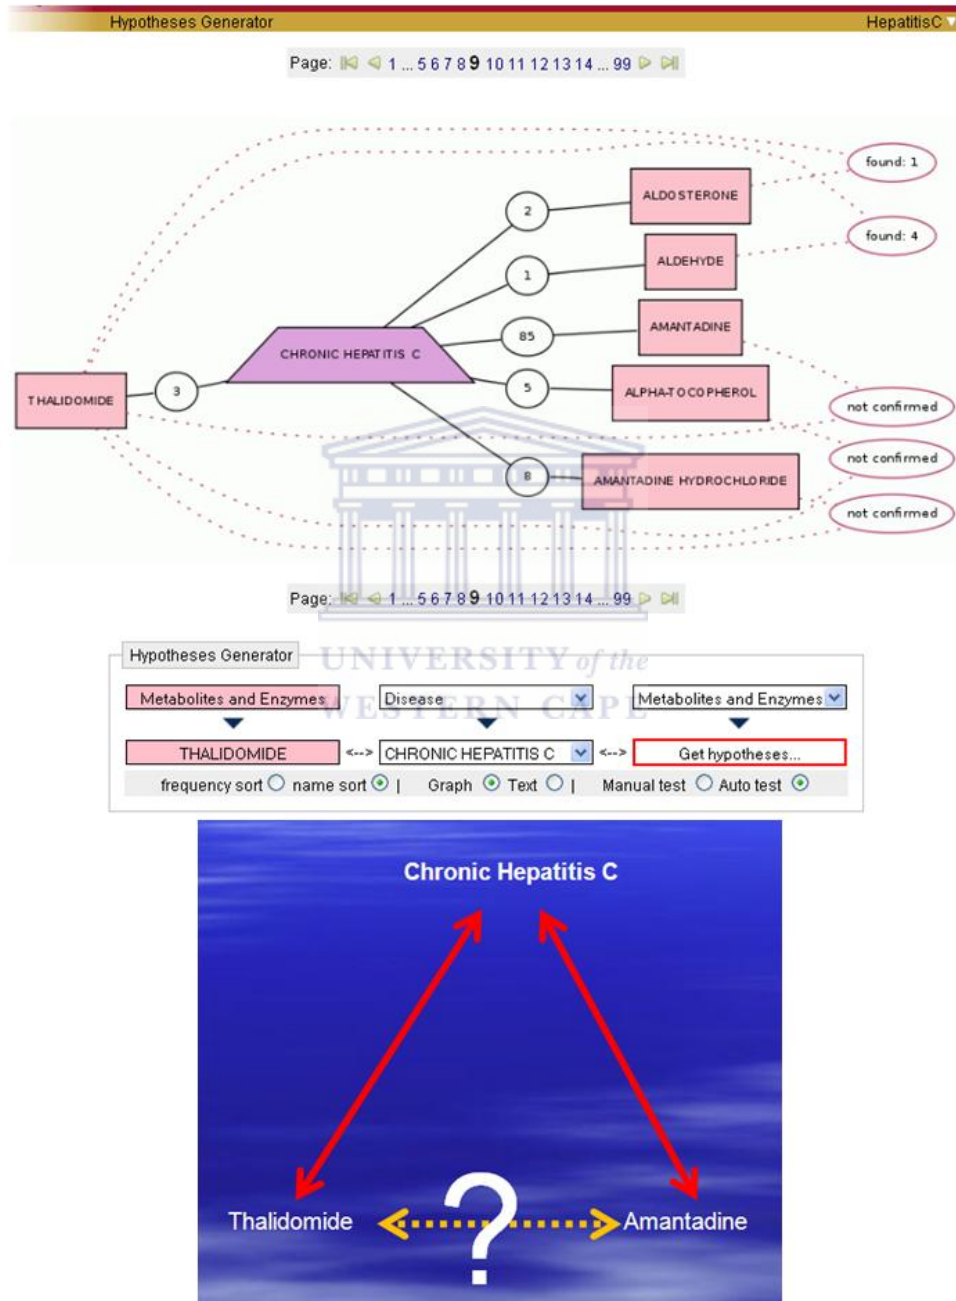 Hypotheses Generator HepatitisC
Page: 1 ... 5 6 7 8 9 10 11 12 13 14 ... 99
found: 1
ALDOSTERONE
2
found: 4
ALDEHYDE
1
AMANTADINE
85
CHRONIC HEPATITIS C
5
ALPHA-TOCOPHEROL
3
THALIDOMIDE
not confirmed
not confirmed
8
AMANTADINE HYDROCHLORIDE
not confirmed
Page: 1 ... 5 6 7 8 9 10 11 12 13 14 ... 99
Hypotheses Generator
UNIVERSITY of the
Metabolites and Enzymes Disease Metabolites and Enzymes
WESTERN CAPE
THALIDOMIDE <--> CHRONIC HEPATITIS C <--> Get hypotheses...
frequency sort name sort | Graph Text | Manual test Auto test
Chronic Hepatitis C
Thalidomide ? Amantadine